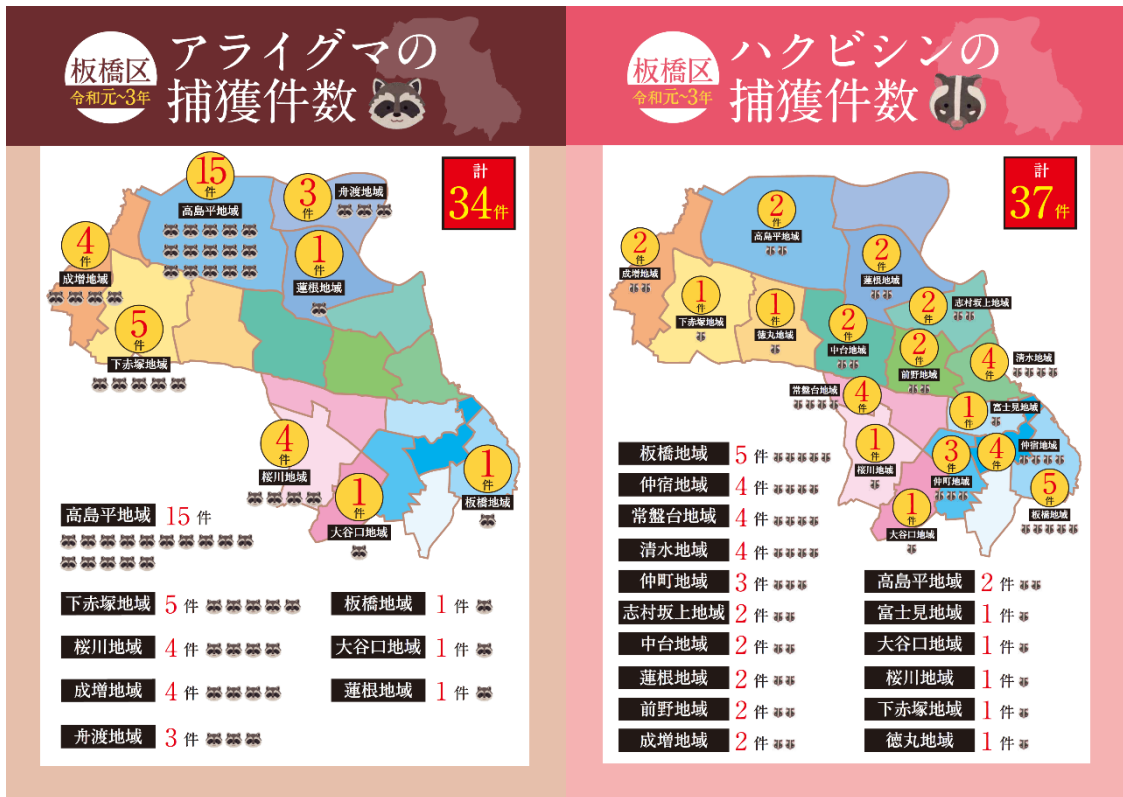 板橋区
令和元~3年
アライグマの
捕獲件数
計
34件
15件
高島平地域
3件
舟渡地域
1件
蓮根地域
4件
成増地域
5件
下赤塚地域
4件
桜川地域
1件
大谷口地域
1件
板橋地域
高島平地域 15 件
下赤塚地域 5 件
桜川地域 4 件
成増地域 4 件
舟渡地域 3 件
板橋地域 1 件
大谷口地域 1 件
蓮根地域 1 件
板橋区
令和元~3年
ハクビシンの
捕獲件数
計
37件
2件
高島平地域
2件
成増地域
2件
蓮根地域
1件
下赤塚地域
1件
徳丸地域
2件
中台地域
2件
志村坂上地域
2件
前野地域
4件
清水地域
4件
常盤台地域
1件
富士見地域
1件
桜川地域
3件
仲町地域
4件
仲宿地域
5件
板橋地域
1件
大谷口地域
板橋地域 5 件
仲宿地域 4 件
常盤台地域 4 件
清水地域 4 件
仲町地域 3 件
志村坂上地域 2 件
中台地域 2 件
蓮根地域 2 件
前野地域 2 件
成増地域 2 件
高島平地域 2 件
富士見地域 1 件
大谷口地域 1 件
桜川地域 1 件
下赤塚地域 1 件
徳丸地域 1 件